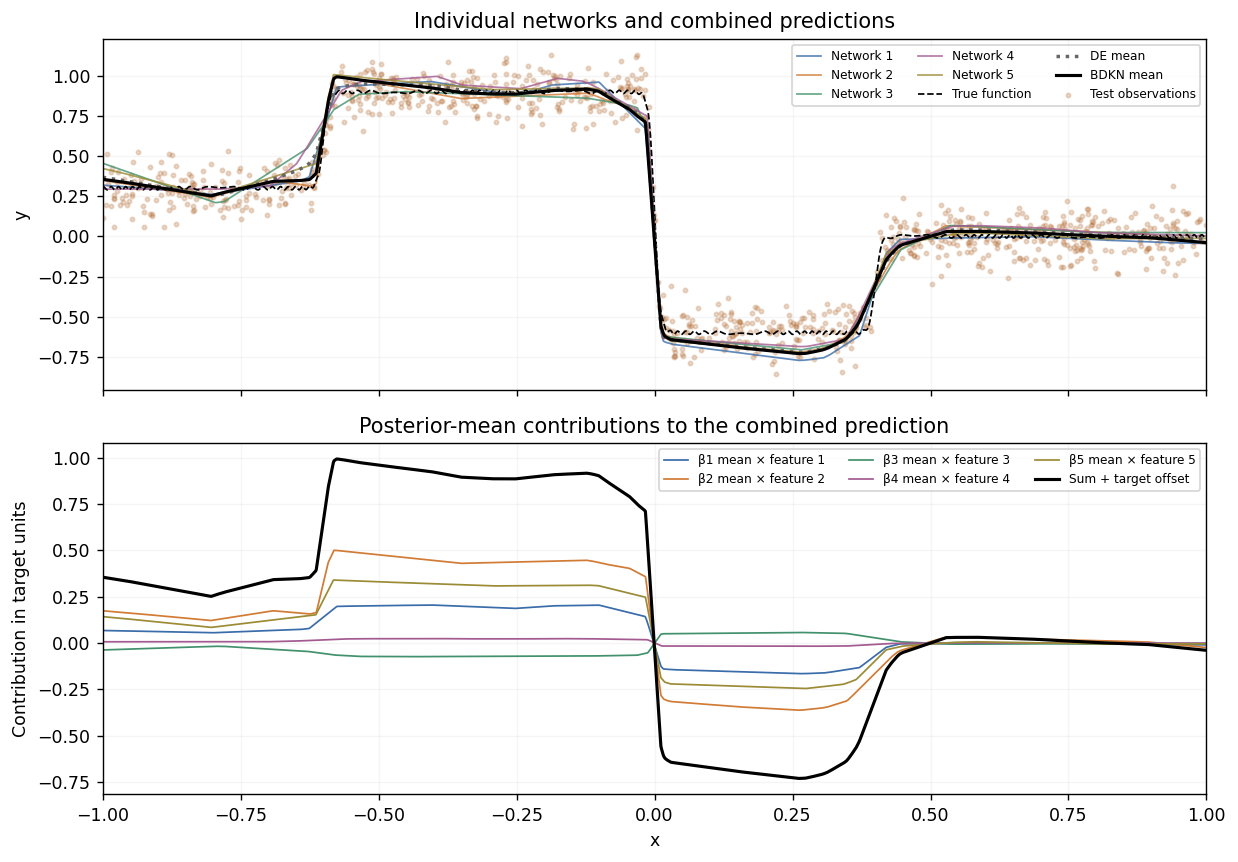 Individual networks and combined predictions
Network 1
Network 2
Network 3
Network 4
Network 5
True function
DE mean
BDKN mean
Test observations
y
1.00
0.75
0.50
0.25
0.00
−0.25
−0.50
−0.75
Posterior-mean contributions to the combined prediction
β1 mean × feature 1
β2 mean × feature 2
β3 mean × feature 3
β4 mean × feature 4
β5 mean × feature 5
Sum + target offset
Contribution in target units
1.00
0.75
0.50
0.25
0.00
−0.25
−0.50
−0.75
−1.00 −0.75 −0.50 −0.25 0.00 0.25 0.50 0.75 1.00
x